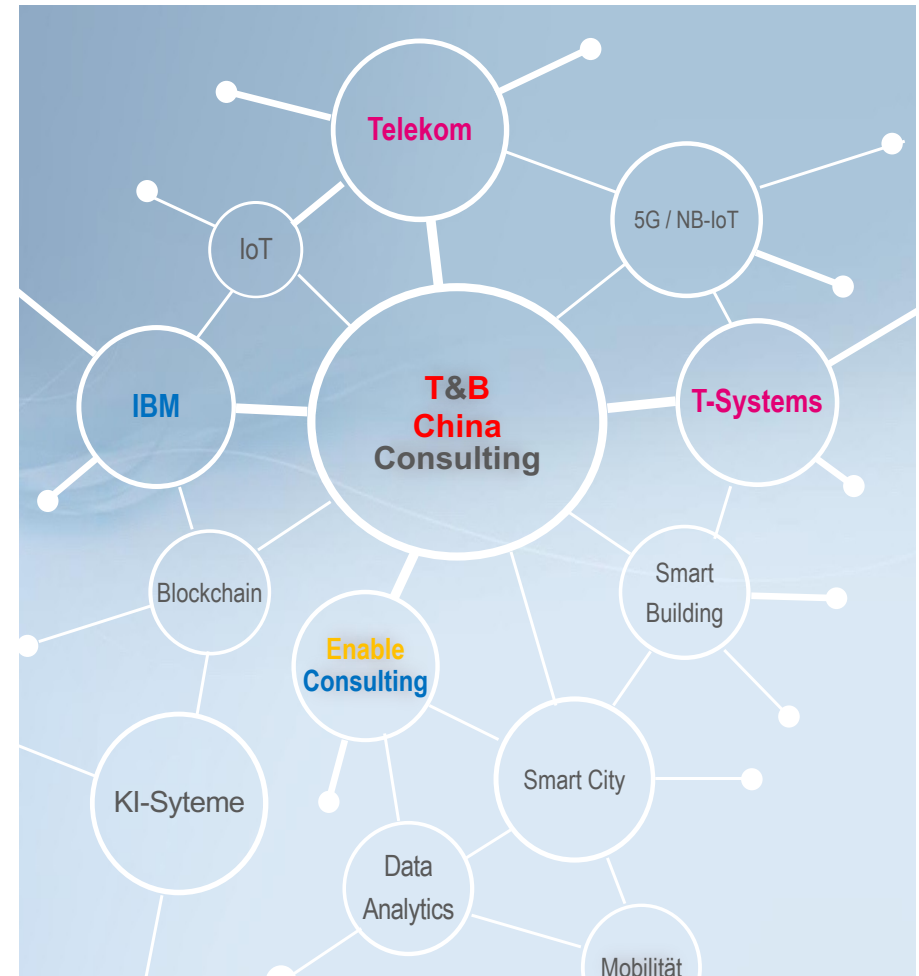 Telekom
5G / NB-IoT
IoT
IBM
T&B
China
Consulting
T-Systems
Blockchain
Smart
Building
Enable
Consulting
KI-Syteme
Smart City
Data
Analytics
Mobilität